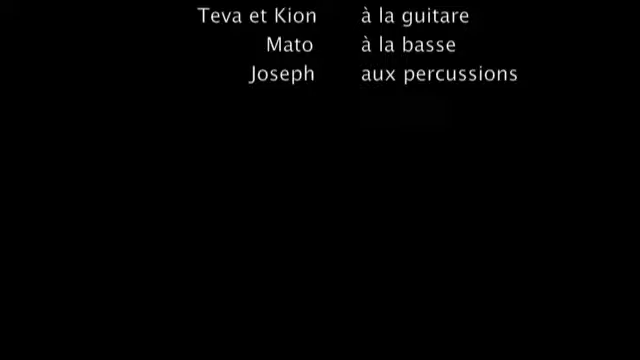 Teva et Kion à la guitare
Mato à la basse
Joseph aux percussions